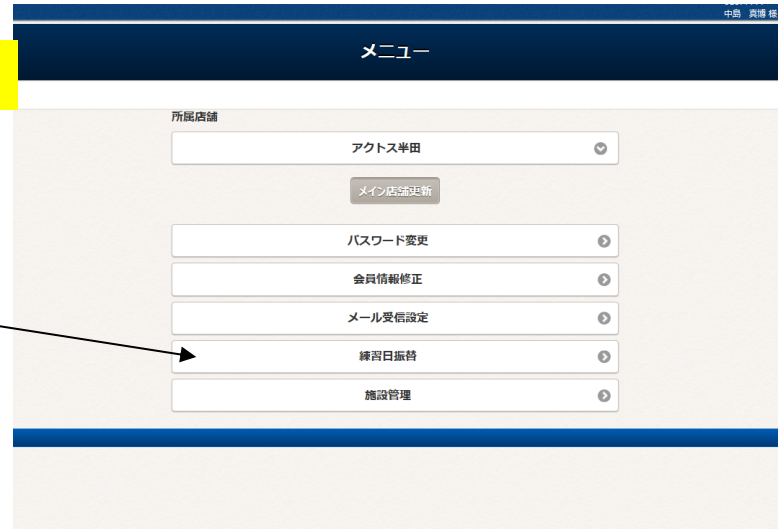 中島 真博 様
メニュー
所属店舗
アクトス半田
メイン店舗更新
パスワード変更
会員情報修正
メール受信設定
練習日振替
施設管理